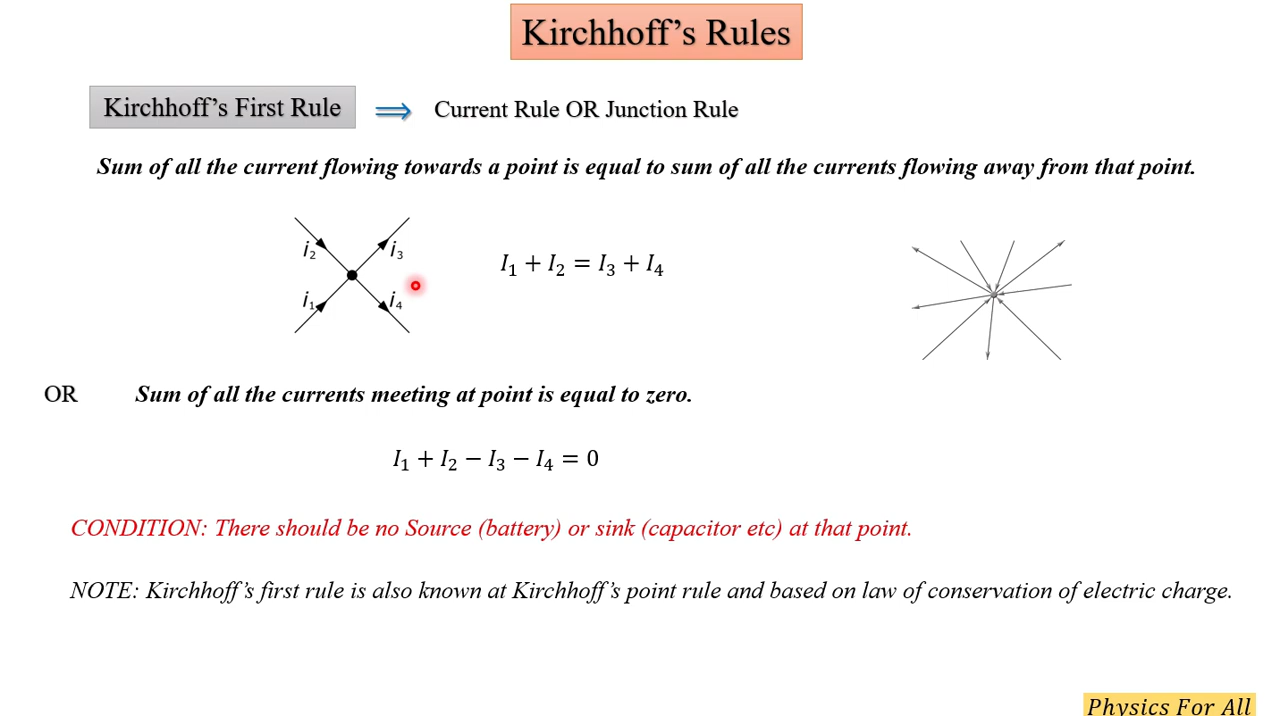 Kirchhoff's Rules
Kirchhoff's First Rule ⟹ Current Rule OR Junction Rule
Sum of all the current flowing towards a point is equal to sum of all the currents flowing away from that point.
i₂ i₃
I₁ + I₂ = I₃ + I₄
i₁ i₄
OR Sum of all the currents meeting at point is equal to zero.
I₁ + I₂ − I₃ − I₄ = 0
CONDITION: There should be no Source (battery) or sink (capacitor etc) at that point.
NOTE: Kirchhoff's first rule is also known at Kirchhoff's point rule and based on law of conservation of electric charge.
Physics For All